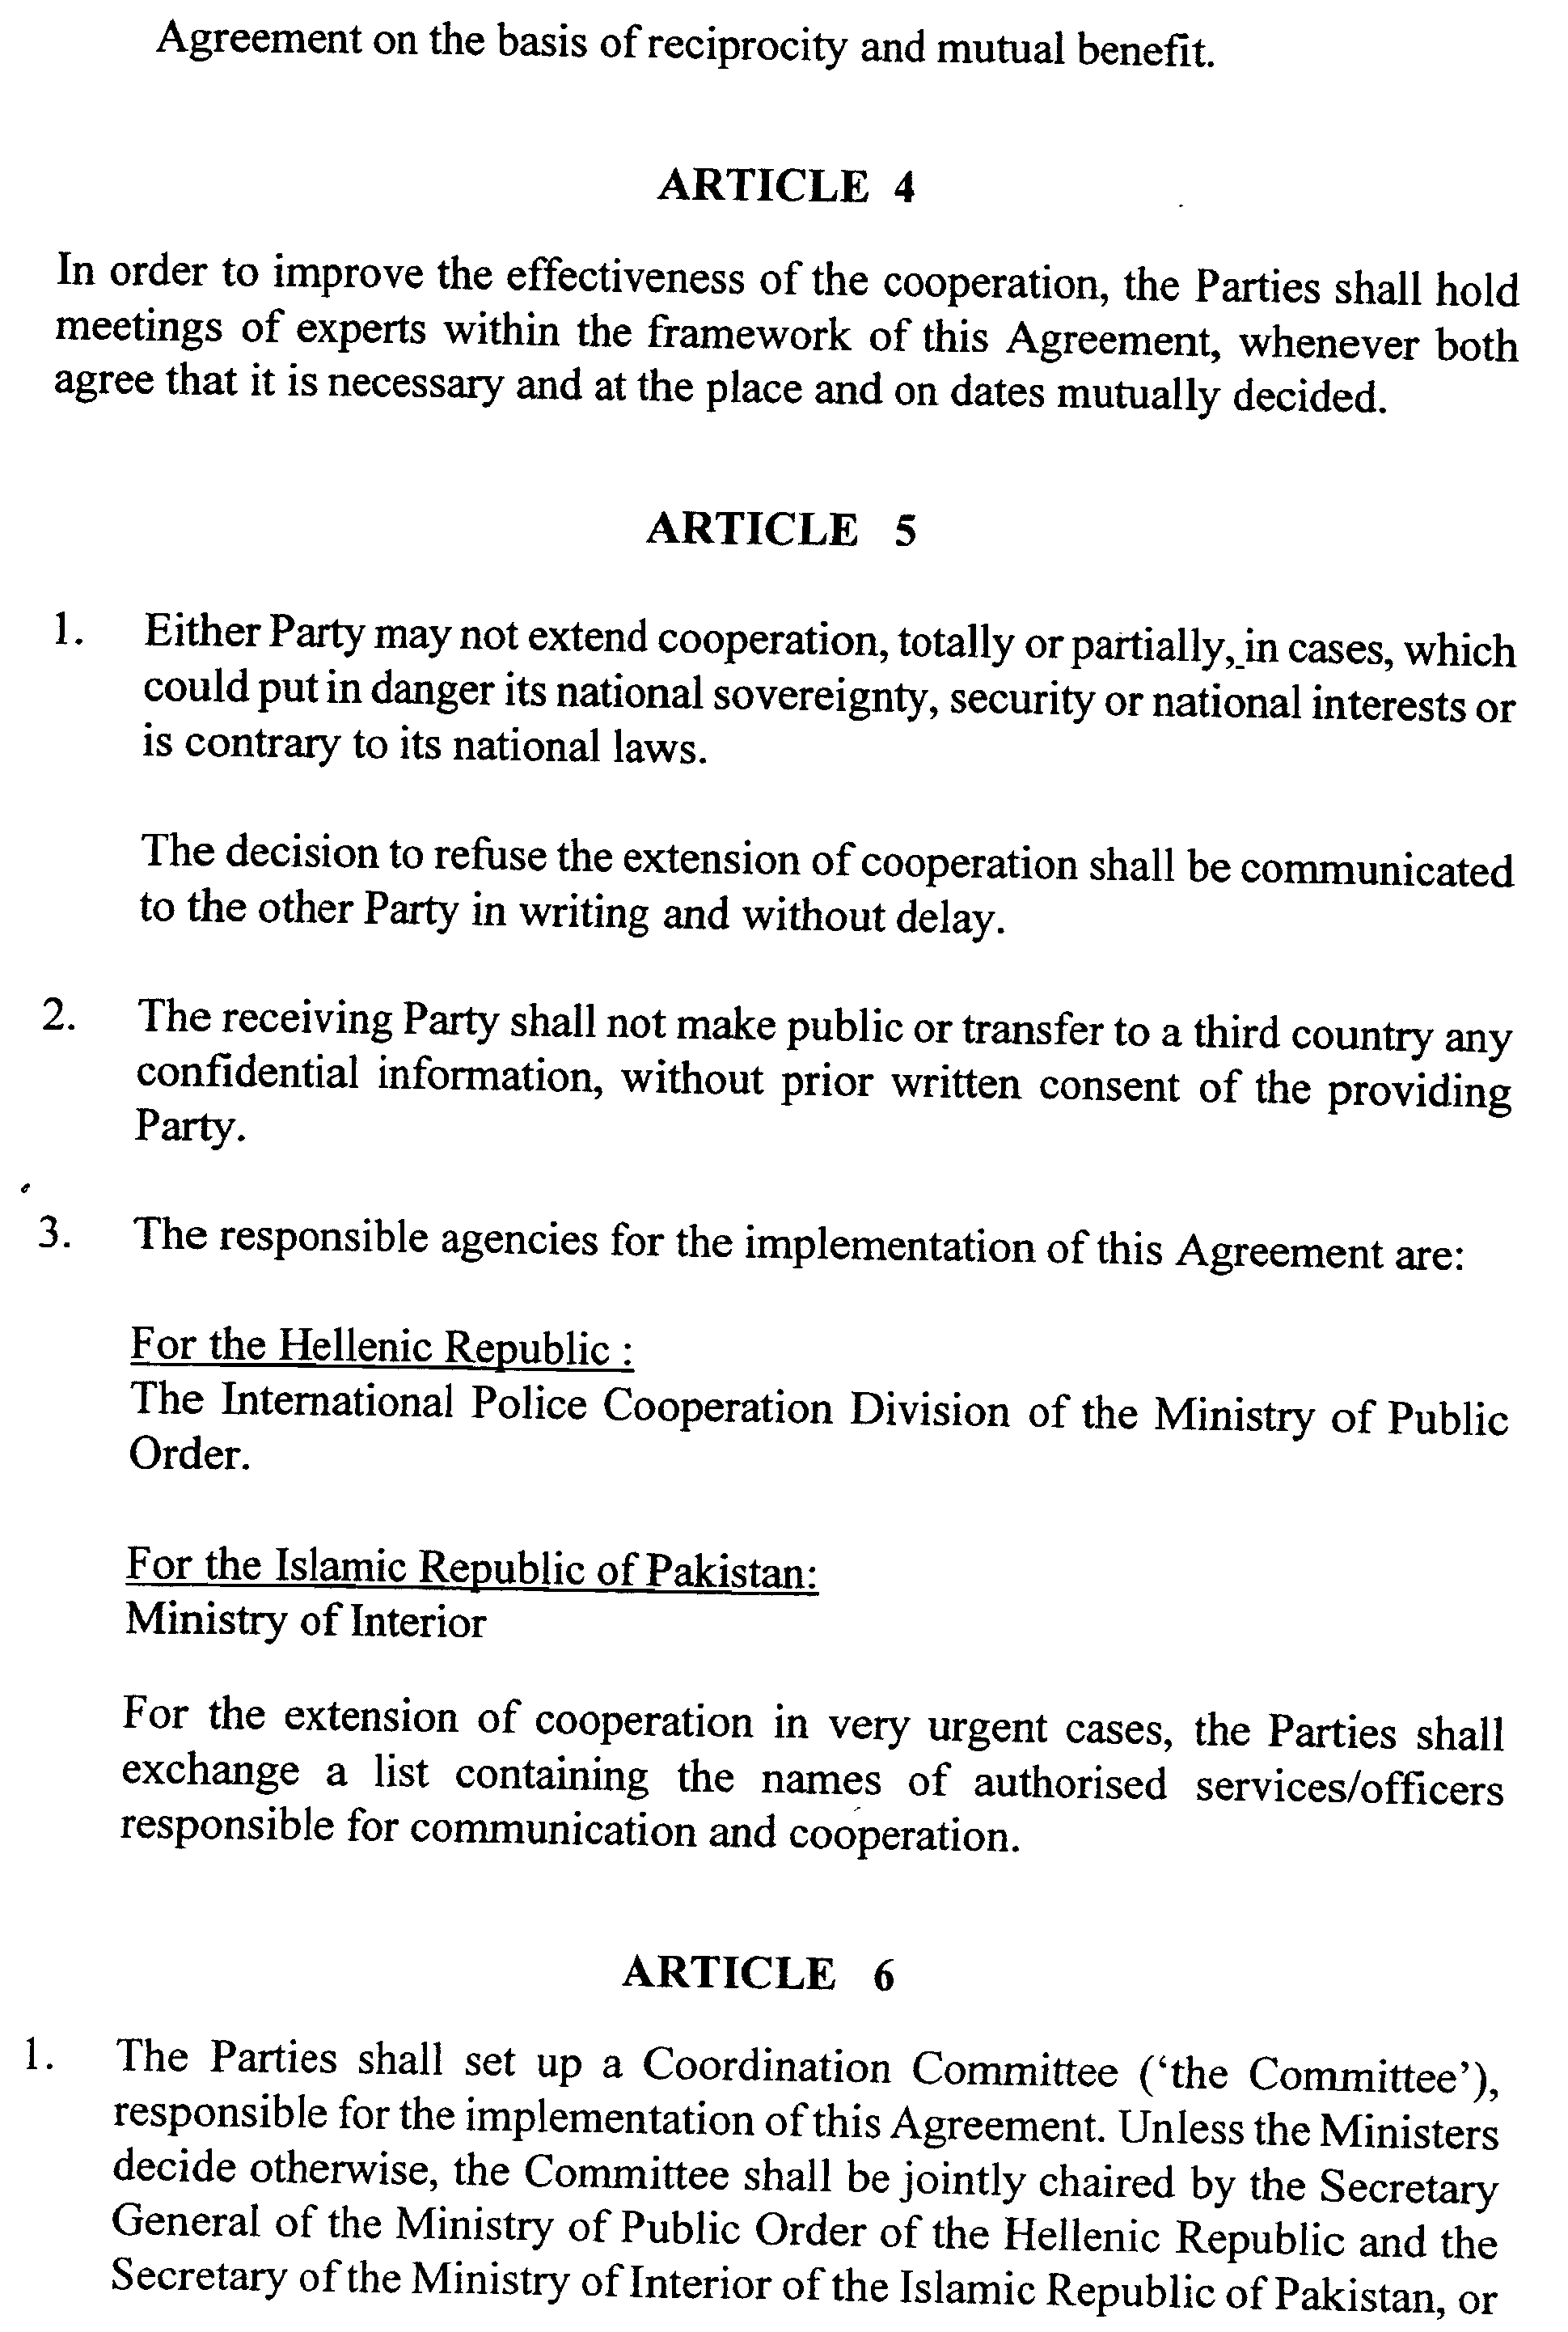 Agreement on the basis of reciprocity and mutual benefit.
ARTICLE 4
In order to improve the effectiveness of the cooperation, the Parties shall hold
meetings of experts within the framework of this Agreement, whenever both
agree that it is necessary and at the place and on dates mutually decided.
ARTICLE 5
1. Either Party may not extend cooperation, totally or partially, in cases, which
could put in danger its national sovereignty, security or national interests or
is contrary to its national laws.
The decision to refuse the extension of cooperation shall be communicated
to the other Party in writing and without delay.
2. The receiving Party shall not make public or transfer to a third country any
confidential information, without prior written consent of the providing
Party.
3. The responsible agencies for the implementation of this Agreement are:
For the Hellenic Republic :
The International Police Cooperation Division of the Ministry of Public
Order.
For the Islamic Republic of Pakistan:
Ministry of Interior
For the extension of cooperation in very urgent cases, the Parties shall
exchange a list containing the names of authorised services/officers
responsible for communication and cooperation.
ARTICLE 6
1. The Parties shall set up a Coordination Committee (‘the Committee’),
responsible for the implementation of this Agreement. Unless the Ministers
decide otherwise, the Committee shall be jointly chaired by the Secretary
General of the Ministry of Public Order of the Hellenic Republic and the
Secretary of the Ministry of Interior of the Islamic Republic of Pakistan, or